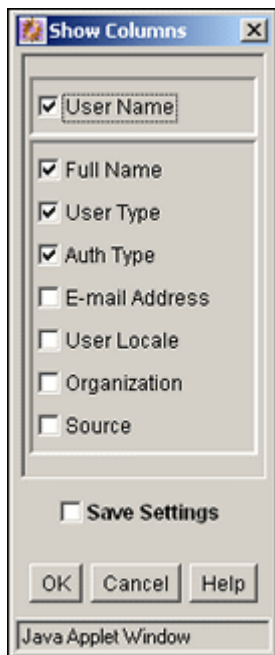 Show Columns
User Name
Full Name
User Type
Auth Type
E-mail Address
User Locale
Organization
Source
Save Settings
OK Cancel Help
Java Applet Window